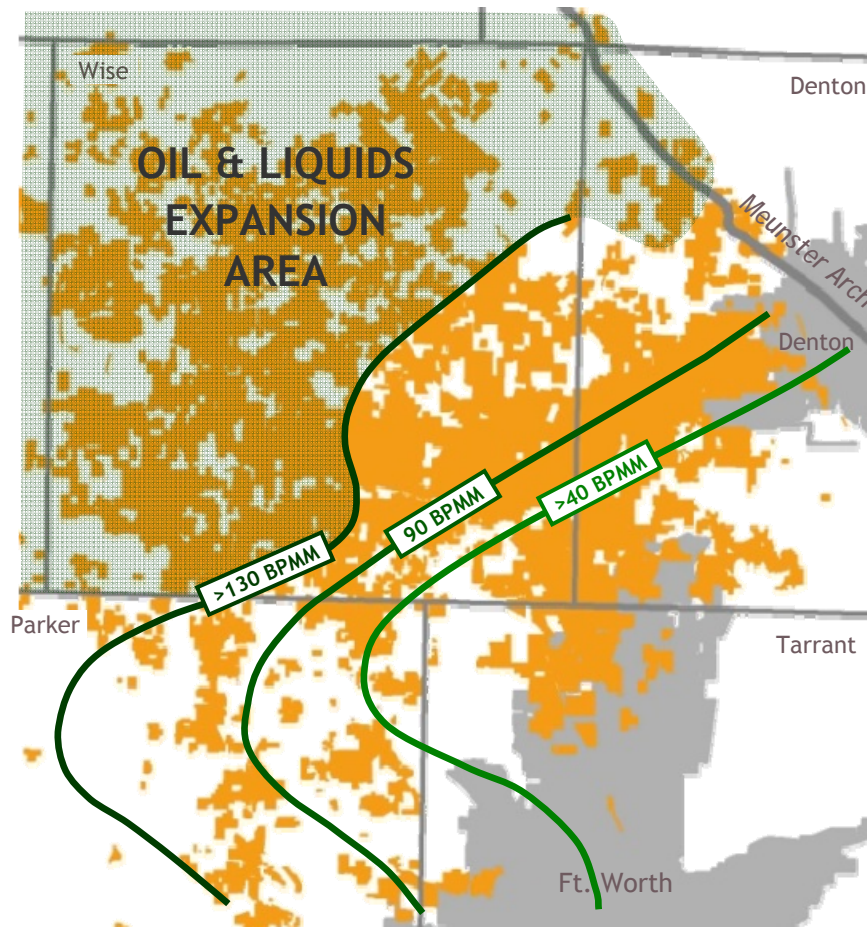 Wise
Denton
OIL & LIQUIDS
EXPANSION
AREA
Meunster Arch
Denton
>40 BPMM
90 BPMM
>130 BPMM
Parker
Tarrant
Ft. Worth